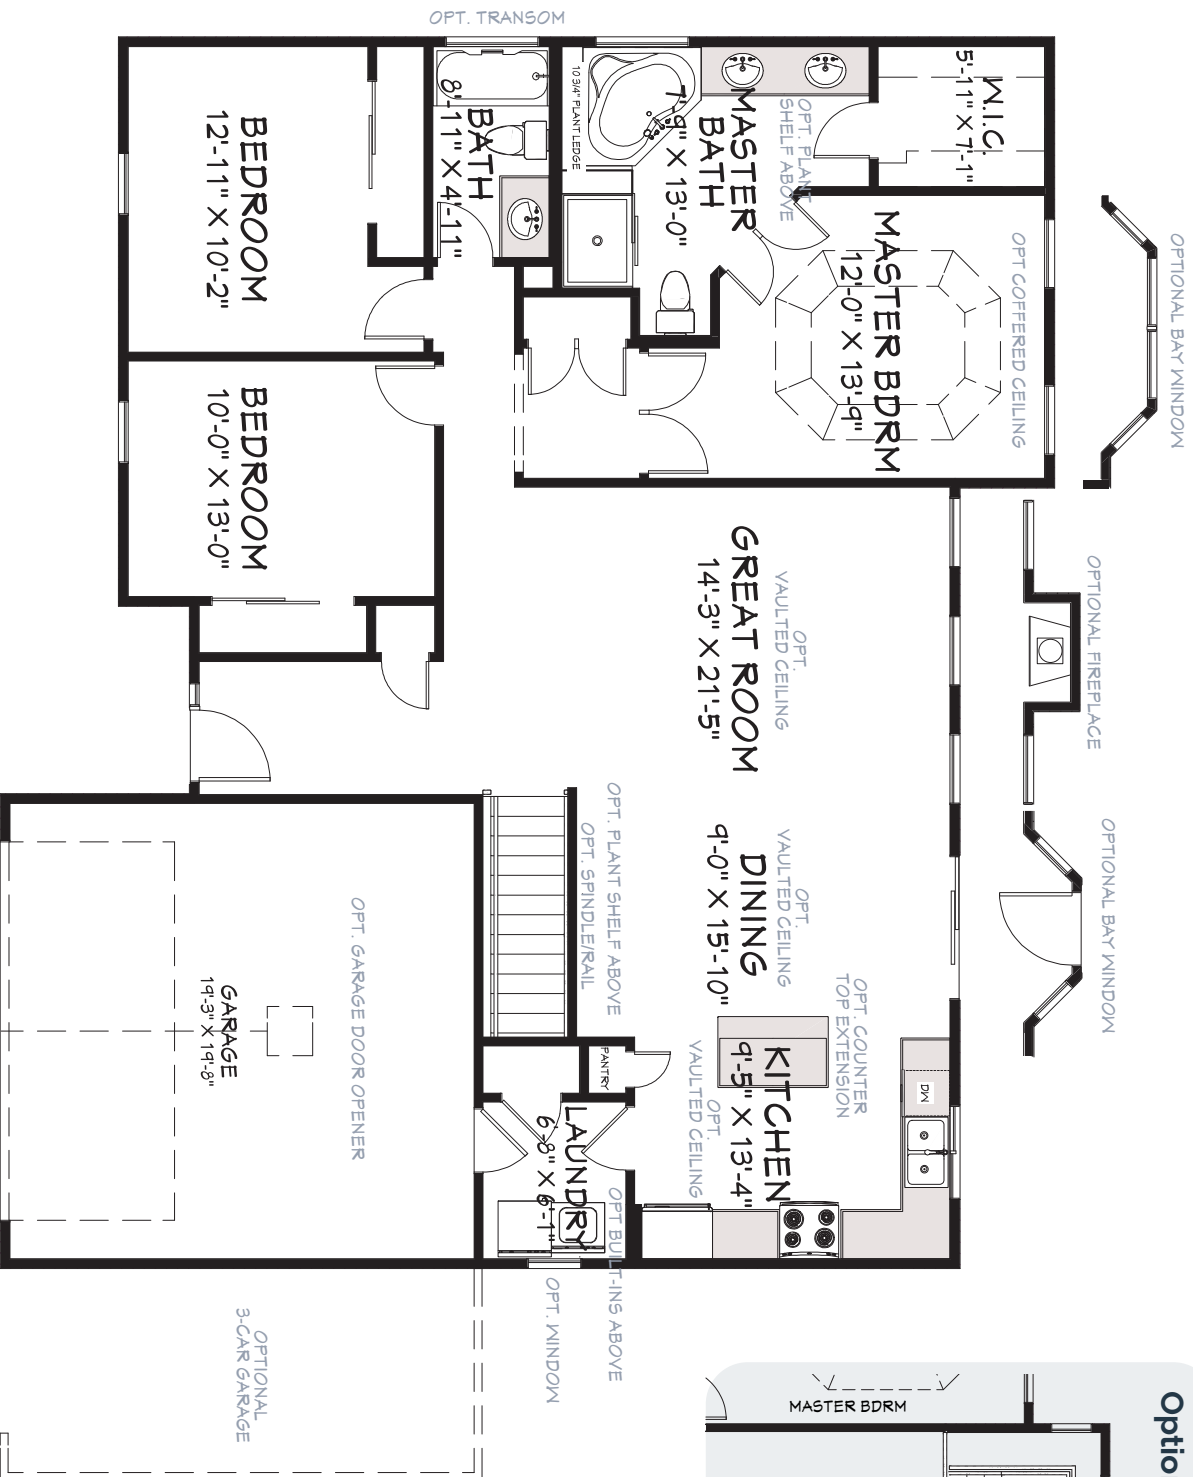 OPT. TRANSOM
BEDROOM
12'-11" X 10'-2"
BATH
8'-11" X 4'-11"
10 3/4" PLANT LEDGE
MASTER
BATH
7'-9" X 13'-0"
OPT. PLANT
SHELF ABOVE
W.I.C.
5'-11" X 7'-1"
MASTER BDRM
12'-0" X 13'-9"
OPT COFFERED CEILING
OPTIONAL BAY WINDOW
BEDROOM
10'-0" X 13'-0"
GREAT ROOM
14'-3" X 21'-5"
OPT.
VAULTED CEILING
OPTIONAL FIREPLACE
DINING
9'-0" X 15'-10"
OPT.
VAULTED CEILING
OPTIONAL BAY WINDOW
OPT. PLANT SHELF ABOVE
OPT. SPINDLE/RAIL
OPT. GARAGE DOOR OPENER
GARAGE
19'-3" X 19'-8"
PANTRY
KITCHEN
9'-5" X 13'-4"
OPT. COUNTER
TOP EXTENSION
OPT.
VAULTED CEILING
DW
LAUNDRY
6'-8" X 6'-1"
OPT BUILT-INS ABOVE
OPT. WINDOW
OPTIONAL
3-CAR GARAGE
MASTER BDRM
Optio